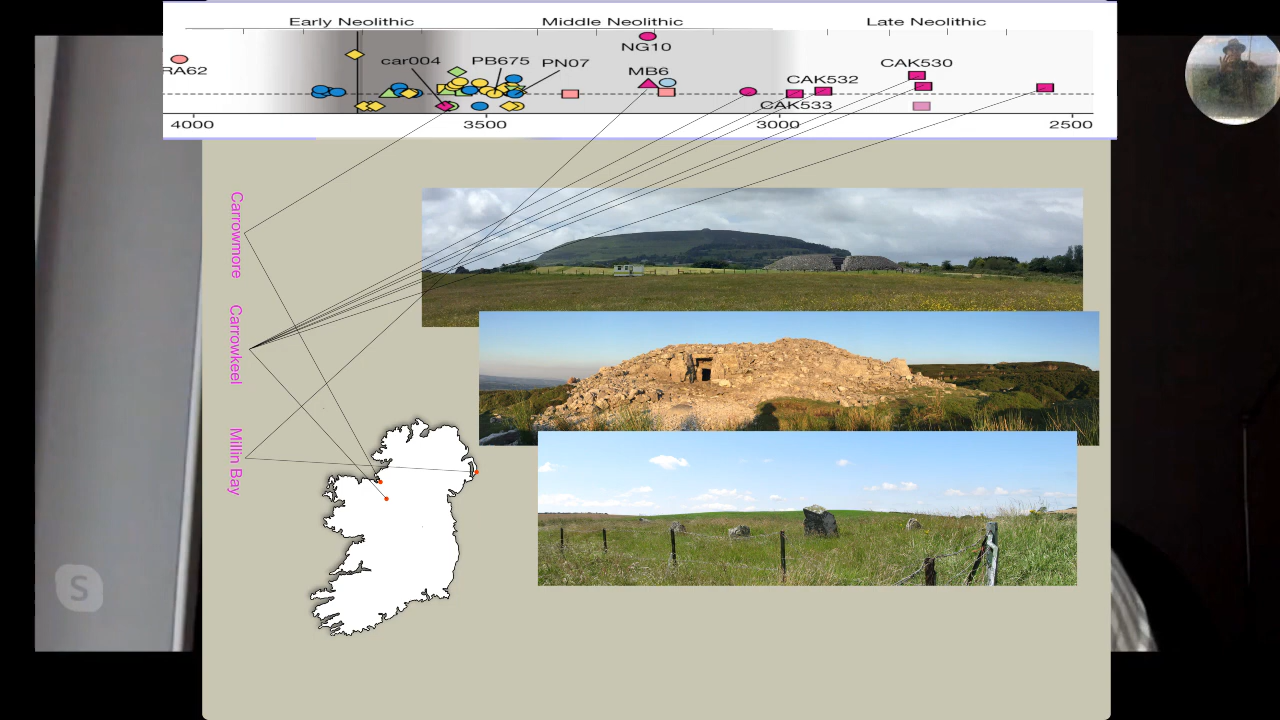 Early Neolithic Middle Neolithic Late Neolithic
NG10
RA62 car004 PB675 PN07 MB6 CAK532 CAK530
CAK533
4000 3500 3000 2500
Carrowmore
Carrowkeel
Millin Bay
S